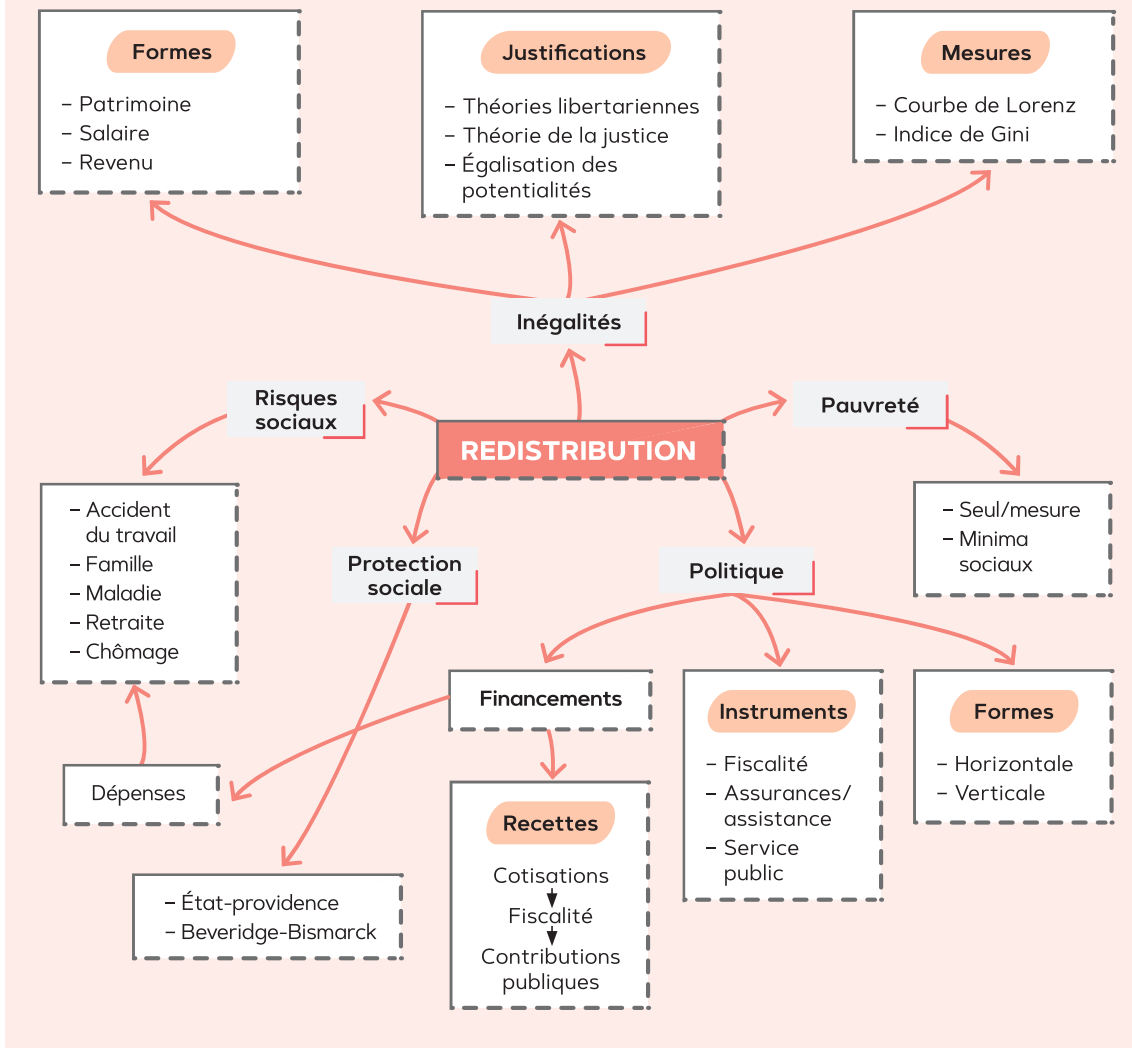 Formes
– Patrimoine
– Salaire
– Revenu
Justifications
– Théories libertariennes
– Théorie de la justice
– Égalisation des
potentialités
Mesures
– Courbe de Lorenz
– Indice de Gini
Inégalités
Risques
sociaux
Pauvreté
REDISTRIBUTION
– Accident
du travail
– Famille
– Maladie
– Retraite
– Chômage
Protection
sociale
Politique
– Seul/mesure
– Minima
sociaux
Financements
Instruments
– Fiscalité
– Assurances/
assistance
– Service
public
Formes
– Horizontale
– Verticale
Dépenses
Recettes
Cotisations
Fiscalité
Contributions
publiques
– État-providence
– Beveridge-Bismarck